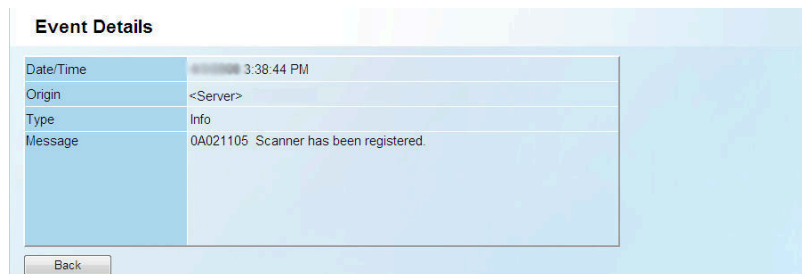 Event Details
Date/Time 3:38:44 PM
Origin <Server>
Type Info
Message 0A021105 Scanner has been registered.
Back